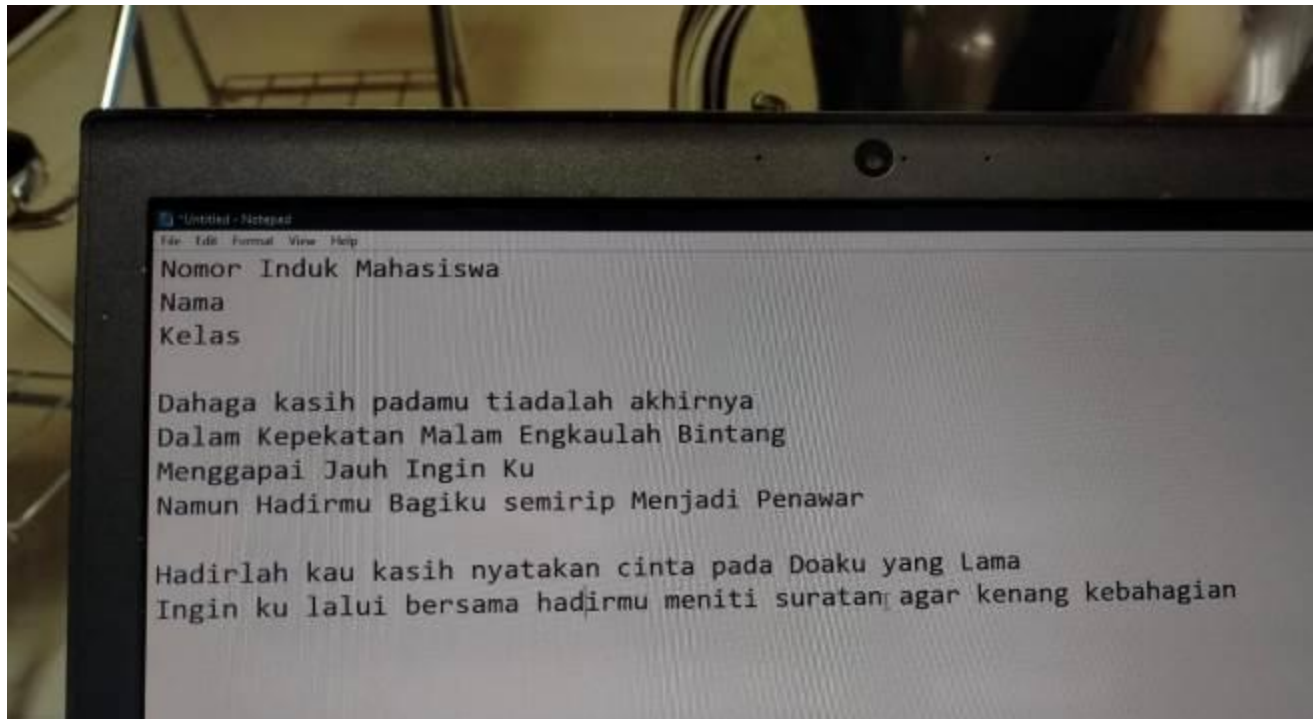 *Untitled - Notepad
File Edit Format View Help
Nomor Induk Mahasiswa
Nama
Kelas
Dahaga kasih padamu tiadalah akhirnya
Dalam Kepekatan Malam Engkaulah Bintang
Menggapai Jauh Ingin Ku
Namun Hadirmu Bagiku semirip Menjadi Penawar
Hadirlah kau kasih nyatakan cinta pada Doaku yang Lama
Ingin ku lalui bersama hadirmu meniti suratan agar kenang kebahagian